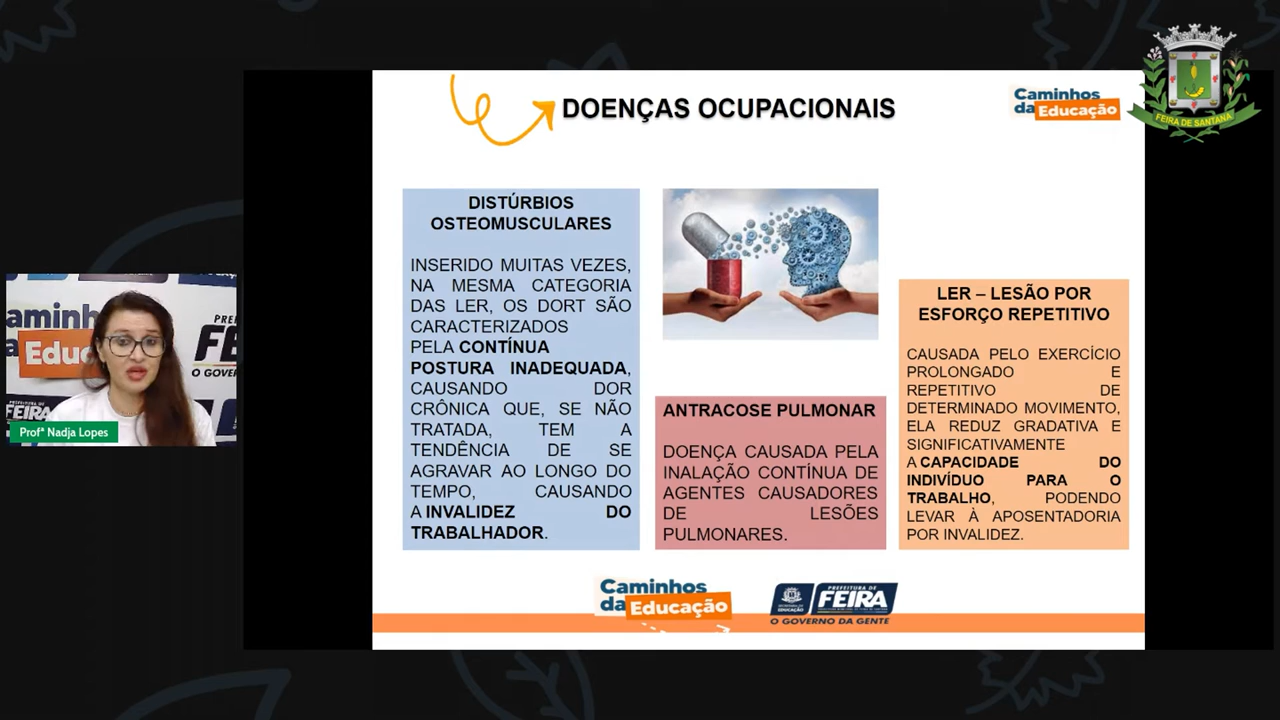 DOENÇAS OCUPACIONAIS
Caminhos
da Educação
FEIRA DE SANTANA
DISTÚRBIOS
OSTEOMUSCULARES
INSERIDO MUITAS VEZES,
NA MESMA CATEGORIA
DAS LER, OS DORT SÃO
CARACTERIZADOS
PELA CONTÍNUA
POSTURA INADEQUADA,
CAUSANDO DOR
CRÔNICA QUE, SE NÃO
TRATADA, TEM A
TENDÊNCIA DE SE
AGRAVAR AO LONGO DO
TEMPO, CAUSANDO
A INVALIDEZ DO
TRABALHADOR.
ANTRACOSE PULMONAR
DOENÇA CAUSADA PELA
INALAÇÃO CONTÍNUA DE
AGENTES CAUSADORES
DE LESÕES
PULMONARES.
LER – LESÃO POR
ESFORÇO REPETITIVO
CAUSADA PELO EXERCÍCIO
PROLONGADO E
REPETITIVO DE
DETERMINADO MOVIMENTO,
ELA REDUZ GRADATIVA E
SIGNIFICATIVAMENTE
A CAPACIDADE DO
INDIVÍDUO PARA O
TRABALHO, PODENDO
LEVAR À APOSENTADORIA
POR INVALIDEZ.
aminh
a Educ
PREF
FE
O GOVERNO
FEIRA
Profª Nadja Lopes
Caminhos
da Educação
PREFEITURA DE
FEIRA
EDUCAÇÃO
O GOVERNO DA GENTE